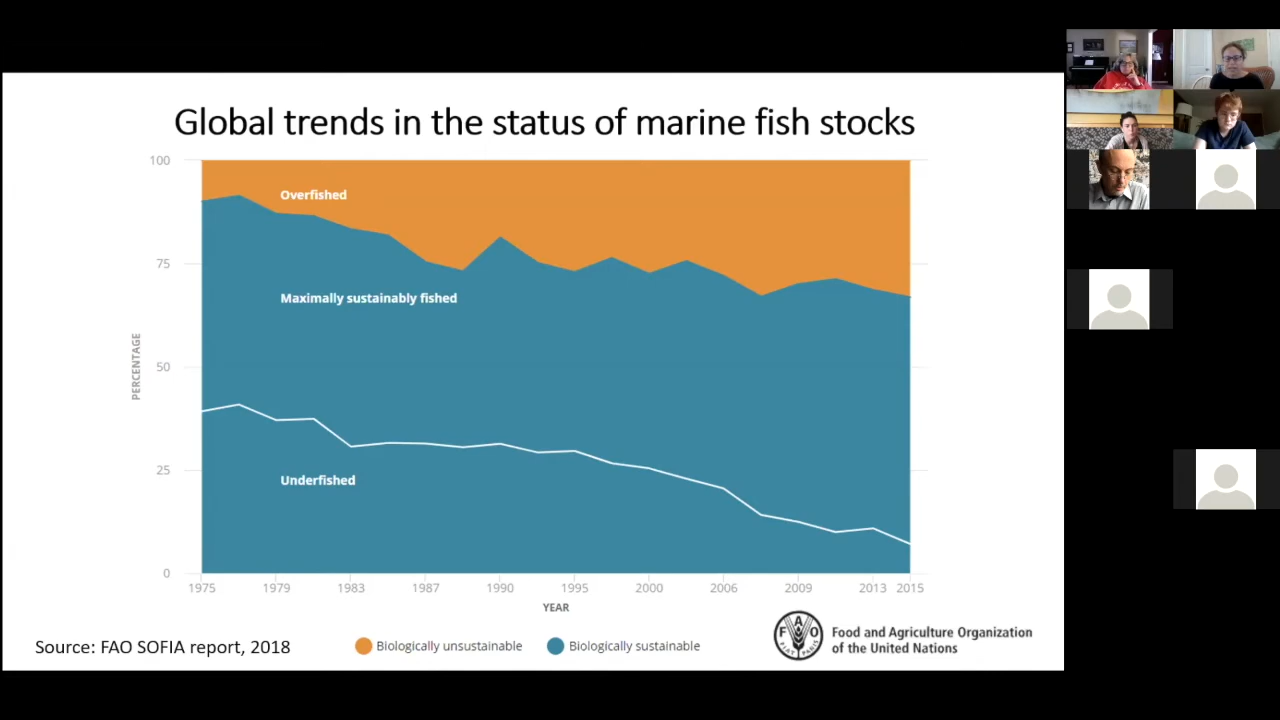 Global trends in the status of marine fish stocks
100
75
50
25
0
PERCENTAGE
Overfished
Maximally sustainably fished
Underfished
1975 1979 1983 1987 1990 1995 2000 2006 2009 2013 2015
YEAR
Source: FAO SOFIA report, 2018
Biologically unsustainable
Biologically sustainable
F A O
FIAT PANIS
Food and Agriculture Organization
of the United Nations